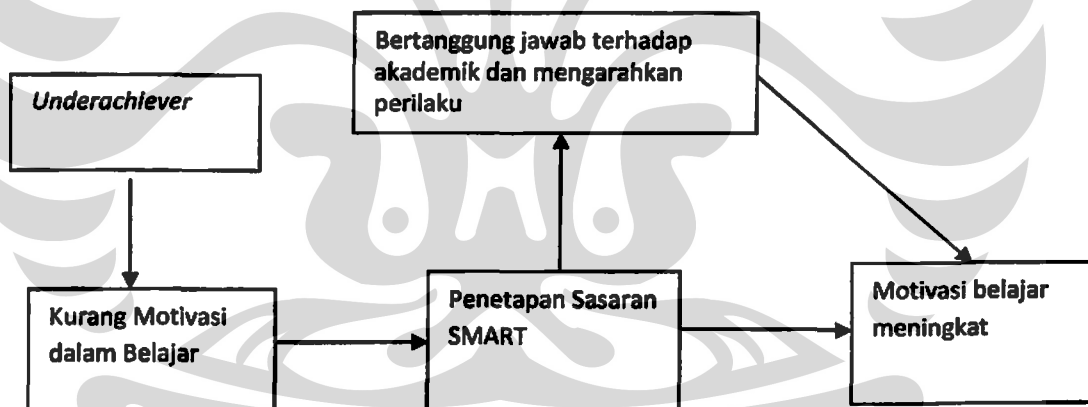 Bertanggung jawab terhadap
akademik dan mengarahkan
perilaku
Underachiever
Kurang Motivasi
dalam Belajar
Penetapan Sasaran
SMART
Motivasi belajar
meningkat